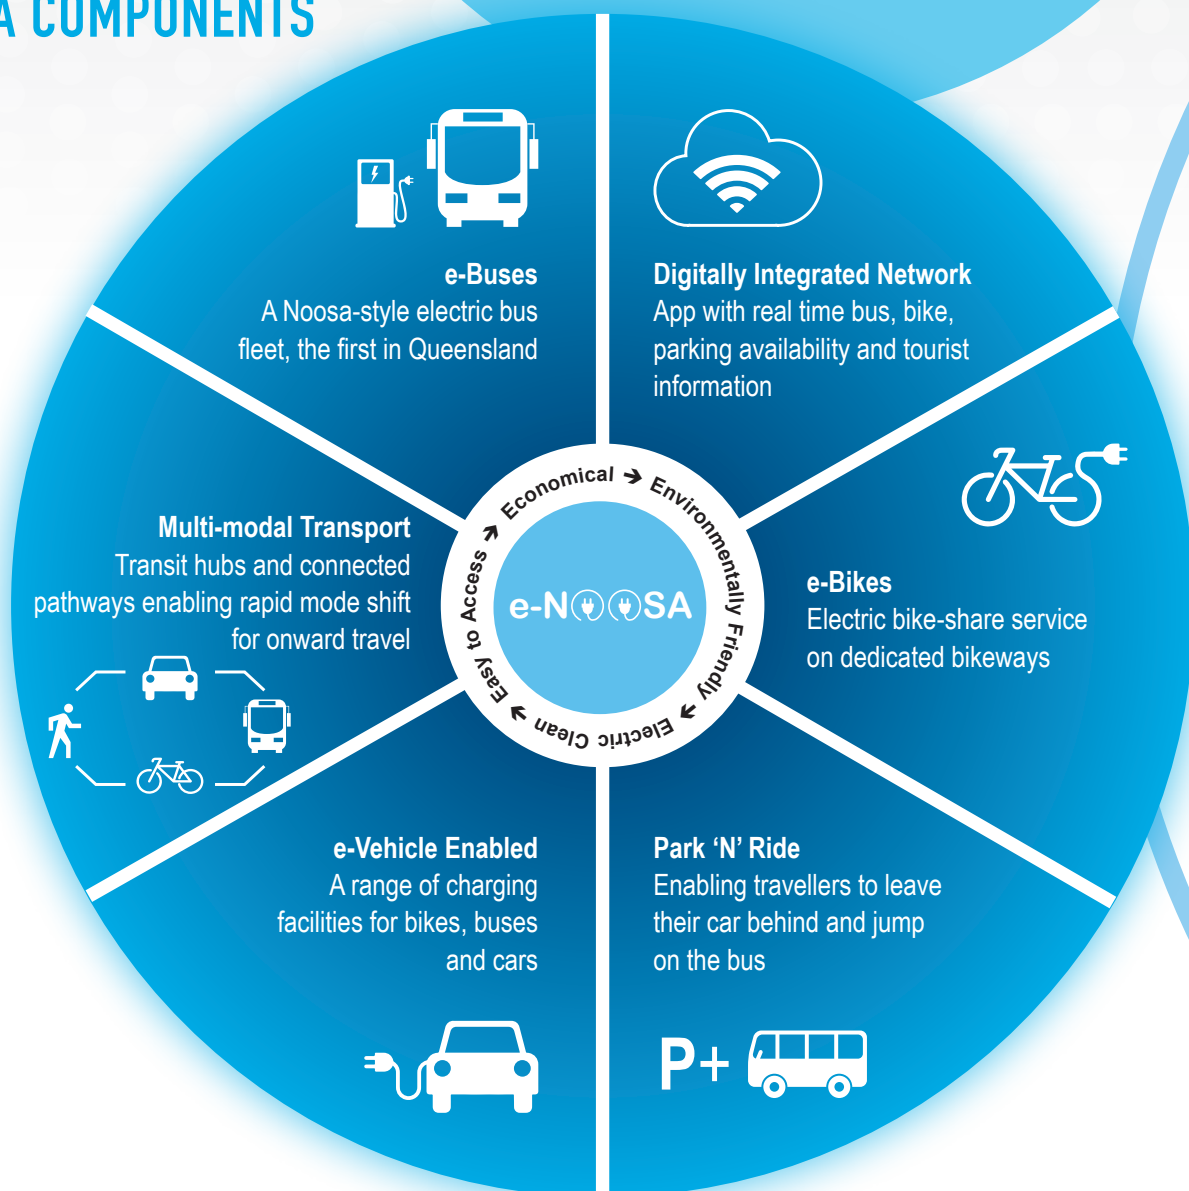 A COMPONENTS
e-Buses
A Noosa-style electric bus
fleet, the first in Queensland
Digitally Integrated Network
App with real time bus, bike,
parking availability and tourist
information
e-Bikes
Electric bike-share service
on dedicated bikeways
Park ‘N’ Ride
Enabling travellers to leave
their car behind and jump
on the bus
P+
e-Vehicle Enabled
A range of charging
facilities for bikes, buses
and cars
Multi-modal Transport
Transit hubs and connected
pathways enabling rapid mode shift
for onward travel
Easy to Access ➔ Economical ➔ Environmentally Friendly ➔ Electric Clean ➔
e-NOOSA